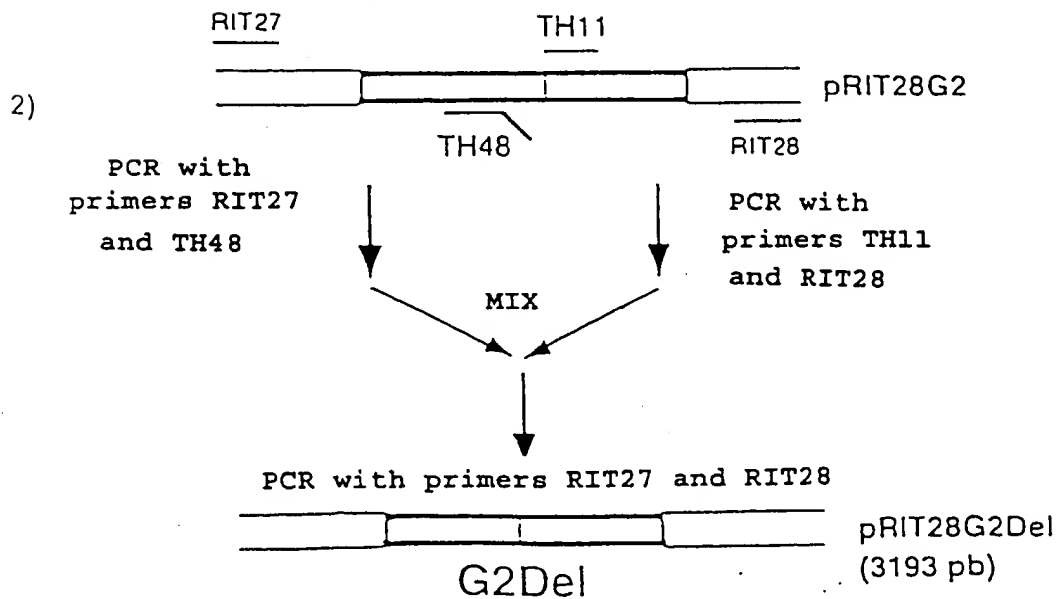 RIT27
TH11
pRIT28G2
2)
TH48
RIT28
PCR with
primers RIT27
and TH48
PCR with
primers TH11
and RIT28
MIX
PCR with primers RIT27 and RIT28
pRIT28G2Del
(3193 pb)
G2Del